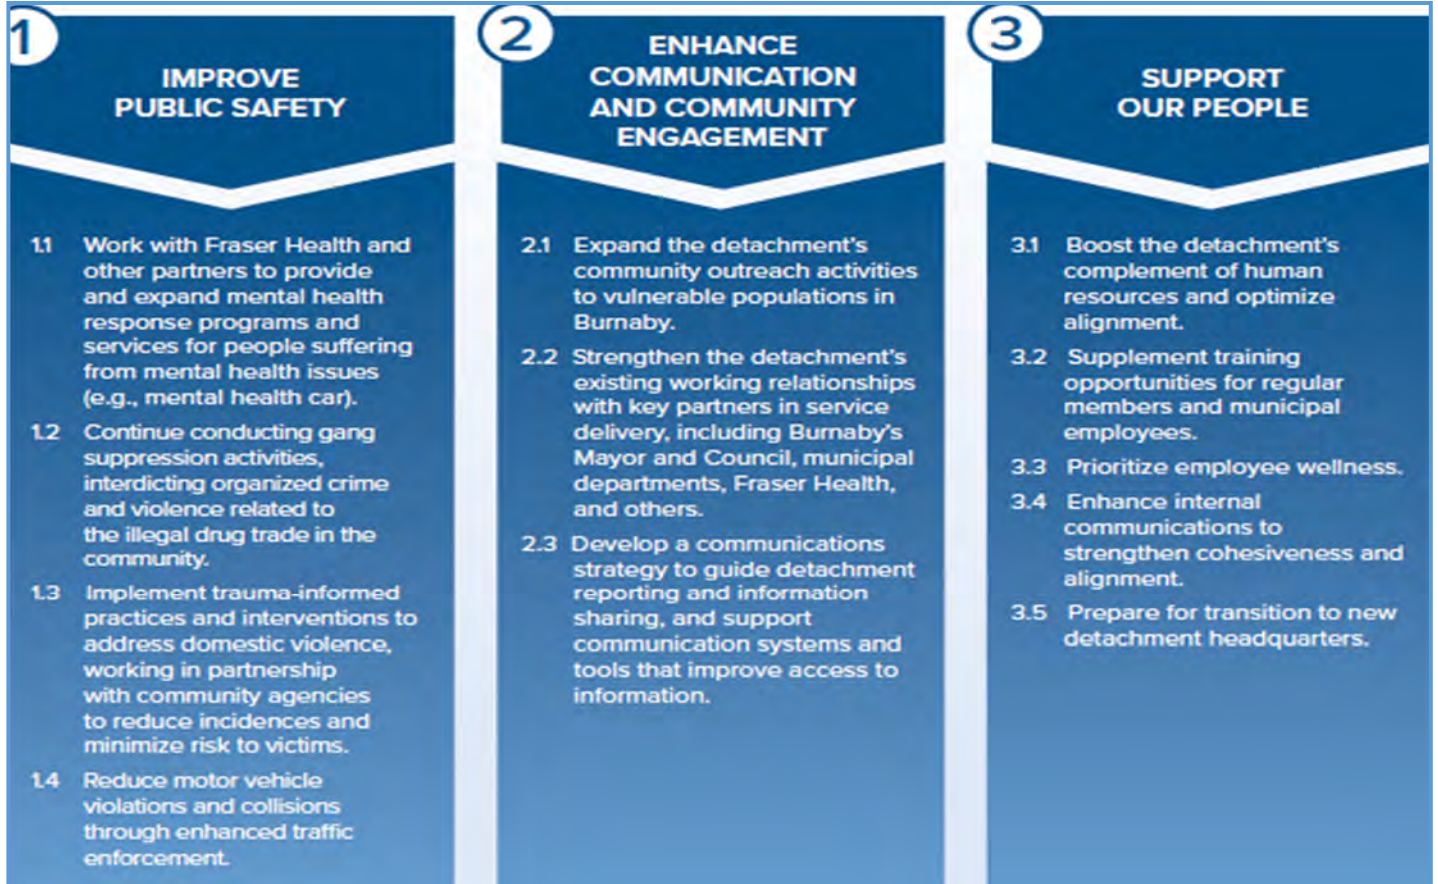 1
IMPROVE
PUBLIC SAFETY
1.1 Work with Fraser Health and
other partners to provide
and expand mental health
response programs and
services for people suffering
from mental health issues
(e.g., mental health car).
1.2 Continue conducting gang
suppression activities,
interdicting organized crime
and violence related to
the illegal drug trade in the
community.
1.3 Implement trauma-informed
practices and interventions to
address domestic violence,
working in partnership
with community agencies
to reduce incidences and
minimize risk to victims.
1.4 Reduce motor vehicle
violations and collisions
through enhanced traffic
enforcement.
2
ENHANCE
COMMUNICATION
AND COMMUNITY
ENGAGEMENT
2.1 Expand the detachment's
community outreach activities
to vulnerable populations in
Burnaby.
2.2 Strengthen the detachment's
existing working relationships
with key partners in service
delivery, including Burnaby's
Mayor and Council, municipal
departments, Fraser Health,
and others.
2.3 Develop a communications
strategy to guide detachment
reporting and information
sharing, and support
communication systems and
tools that improve access to
information.
3
SUPPORT
OUR PEOPLE
3.1 Boost the detachment's
complement of human
resources and optimize
alignment.
3.2 Supplement training
opportunities for regular
members and municipal
employees.
3.3 Prioritize employee wellness.
3.4 Enhance internal
communications to
strengthen cohesiveness and
alignment.
3.5 Prepare for transition to new
detachment headquarters.